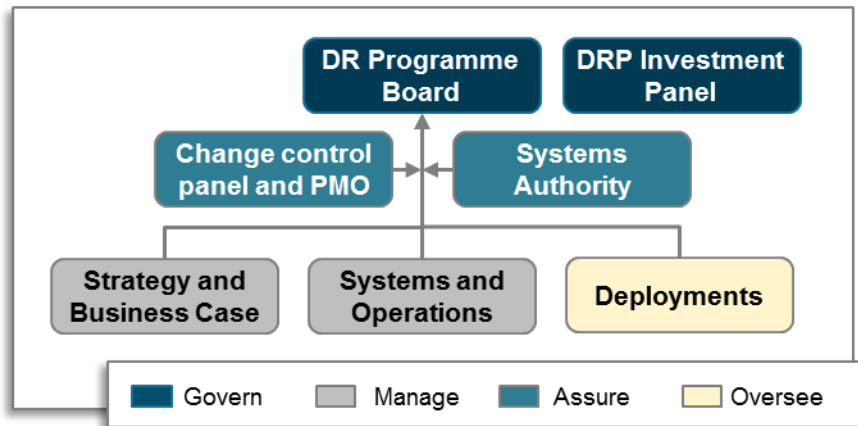 DR Programme
Board
DRP Investment
Panel
Change control
panel and PMO
Systems
Authority
Strategy and
Business Case
Systems and
Operations
Deployments
Govern
Manage
Assure
Oversee